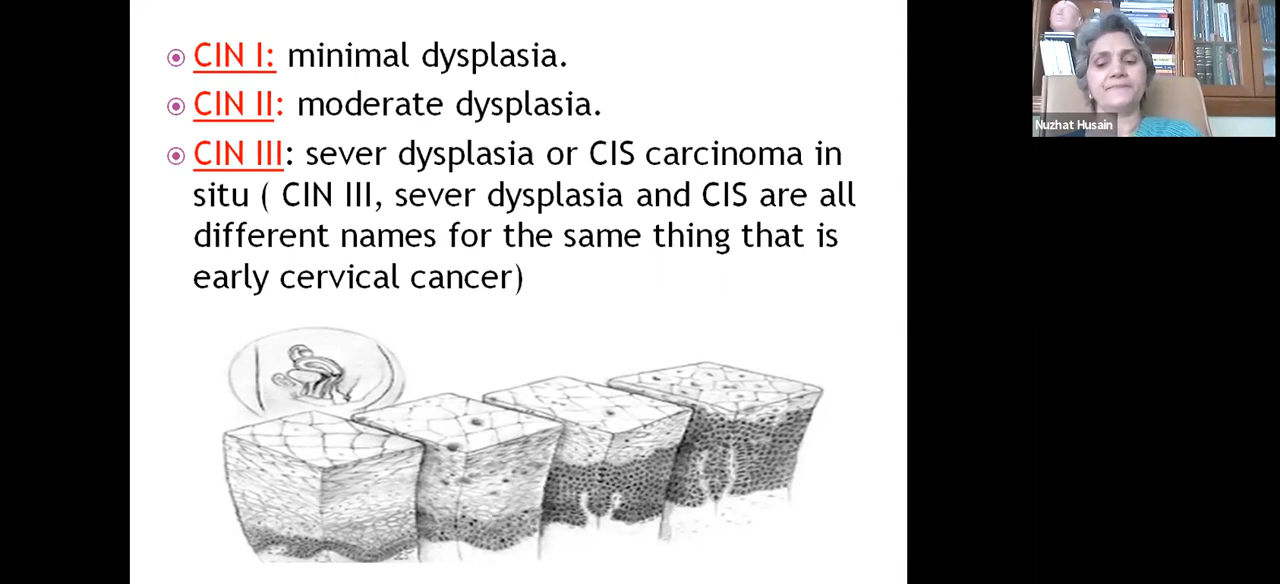 CIN I: minimal dysplasia.
CIN II: moderate dysplasia.
CIN III: sever dysplasia or CIS carcinoma in
situ ( CIN III, sever dysplasia and CIS are all
different names for the same thing that is
early cervical cancer)
Nuzhat Husain